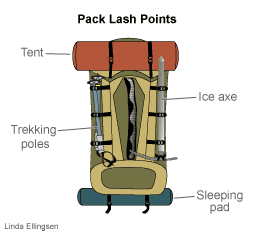 Pack Lash Points
Tent
Ice axe
Trekking
poles
Sleeping
pad
Linda Ellingsen